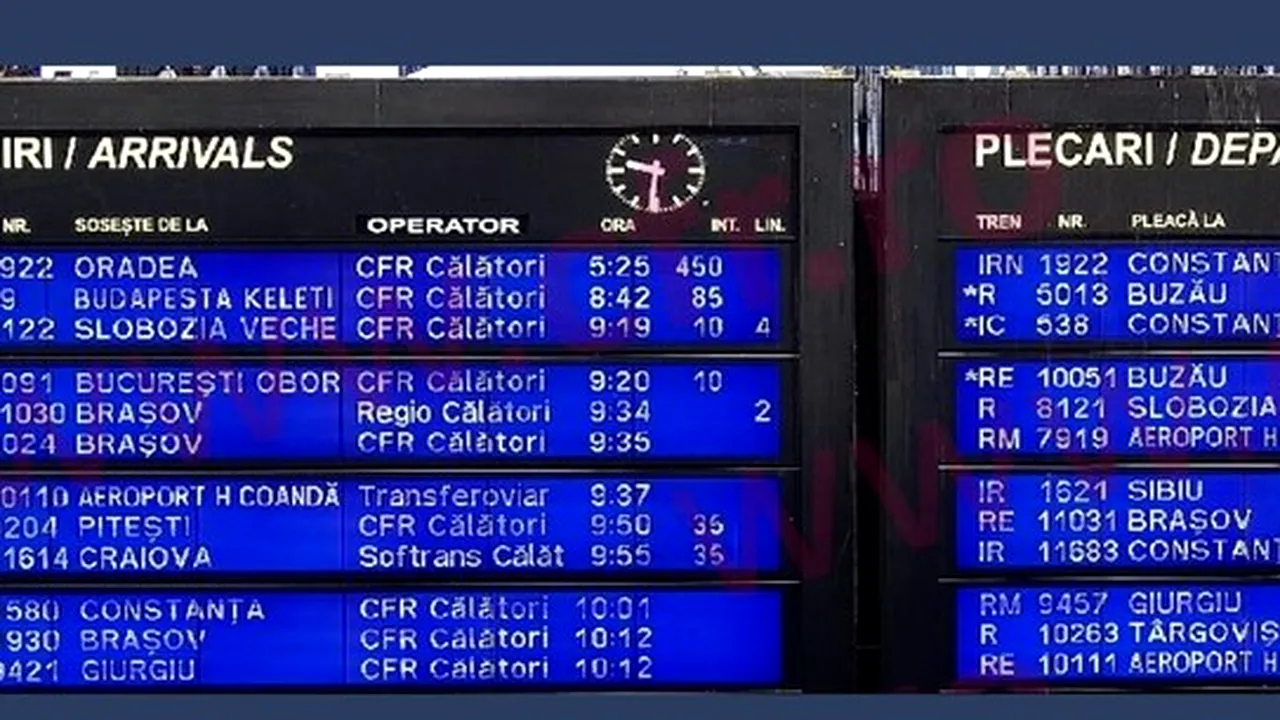 IRI / ARRIVALS
NR. SOSEȘTE DE LA OPERATOR ORA INT. LIN.
922 ORADEA CFR Călători 5:25 450
9 BUDAPESTA KELETI CFR Călători 8:42 85
122 SLOBOZIA VECHE CFR Călători 9:19 10 4
091 BUCUREȘTI OBOR CFR Călători 9:20 10
1030 BRAȘOV Regio Călători 9:34 2
024 BRAȘOV CFR Călători 9:35
0110 AEROPORT H COANDĂ Transferoviar 9:37
204 PITEȘTI CFR Călători 9:50 35
1614 CRAIOVA Softrans Călăt 9:55 35
580 CONSTANȚA CFR Călători 10:01
930 BRAȘOV CFR Călători 10:12
9421 GIURGIU CFR Călători 10:12
PLECARI / DEPA
TREN NR. PLEACĂ LA
IRN 1922 CONSTANT
*R 5013 BUZĂU
*IC 538 CONSTANT
*RE 10051 BUZĂU
R 8121 SLOBOZIA
RM 7919 AEROPORT H
IR 1621 SIBIU
RE 11031 BRAȘOV
IR 11683 CONSTANT
RM 9457 GIURGIU
R 10263 TÂRGOVIȘ
RE 10111 AEROPORT H